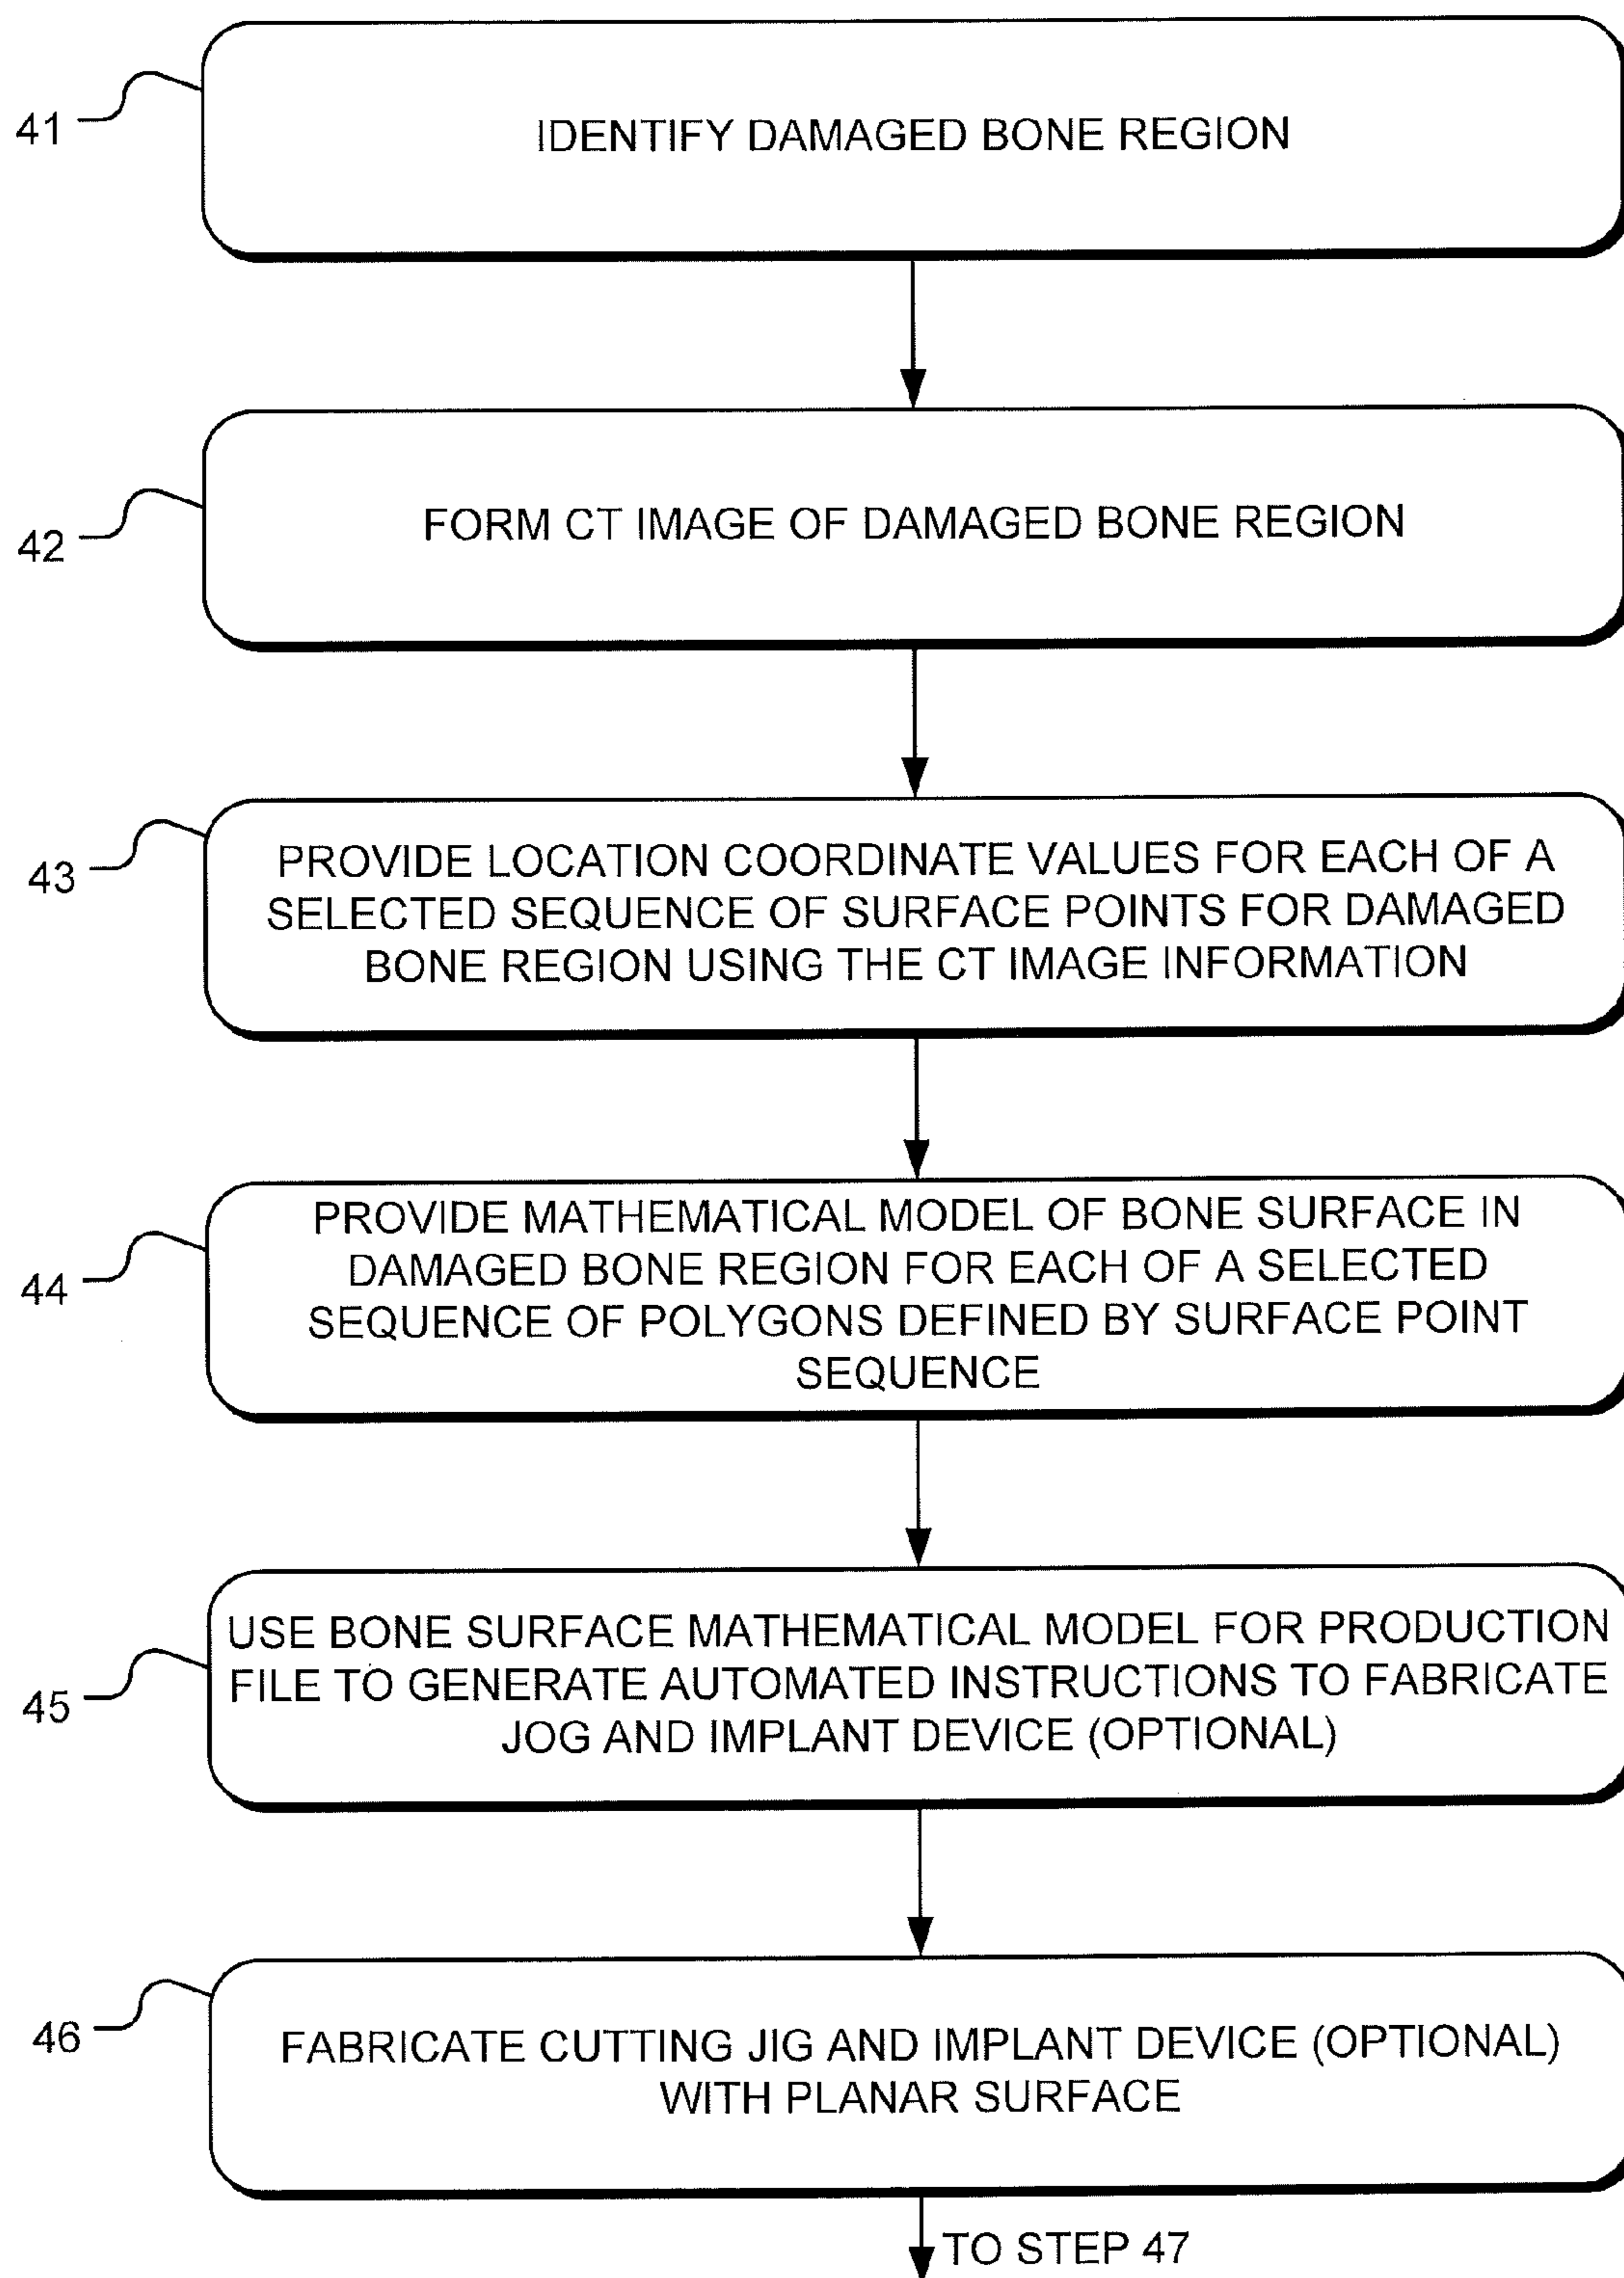 41
IDENTIFY DAMAGED BONE REGION
42
FORM CT IMAGE OF DAMAGED BONE REGION
43
PROVIDE LOCATION COORDINATE VALUES FOR EACH OF A
SELECTED SEQUENCE OF SURFACE POINTS FOR DAMAGED
BONE REGION USING THE CT IMAGE INFORMATION
44
PROVIDE MATHEMATICAL MODEL OF BONE SURFACE IN
DAMAGED BONE REGION FOR EACH OF A SELECTED
SEQUENCE OF POLYGONS DEFINED BY SURFACE POINT
SEQUENCE
45
USE BONE SURFACE MATHEMATICAL MODEL FOR PRODUCTION
FILE TO GENERATE AUTOMATED INSTRUCTIONS TO FABRICATE
JOG AND IMPLANT DEVICE (OPTIONAL)
46
FABRICATE CUTTING JIG AND IMPLANT DEVICE (OPTIONAL)
WITH PLANAR SURFACE
TO STEP 47